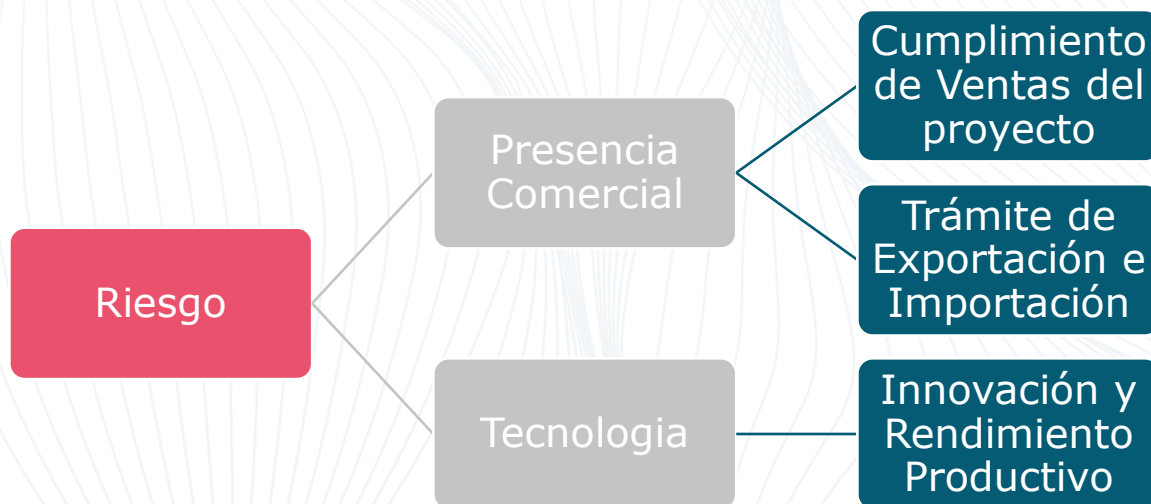 Riesgo
Presencia
Comercial
Cumplimiento
de Ventas del
proyecto
Trámite de
Exportación e
Importación
Tecnologia
Innovación y
Rendimiento
Productivo